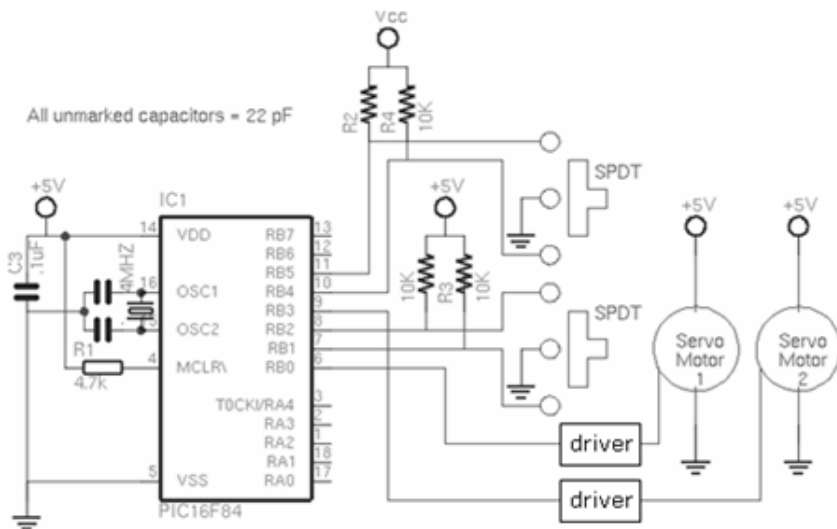 Vcc
All unmarked capacitors = 22 pF
R2
R4
10K
SPDT
+5V
IC1
+5V
+5V
+5V
14
VDD
RB7
13
RB6
12
RB5
11
C3
.1uF
4MHZ
16
OSC1
RB4
10
RB3
9
10K
R3
10K
OSC2
RB2
8
SPDT
R1
4.7k
4
MCLR\
RB1
7
RB0
6
Servo
Motor
1
Servo
Motor
2
T0CKI/RA4
3
RA3
2
RA2
1
RA1
18
5
VSS
RA0
17
driver
driver
PIC16F84